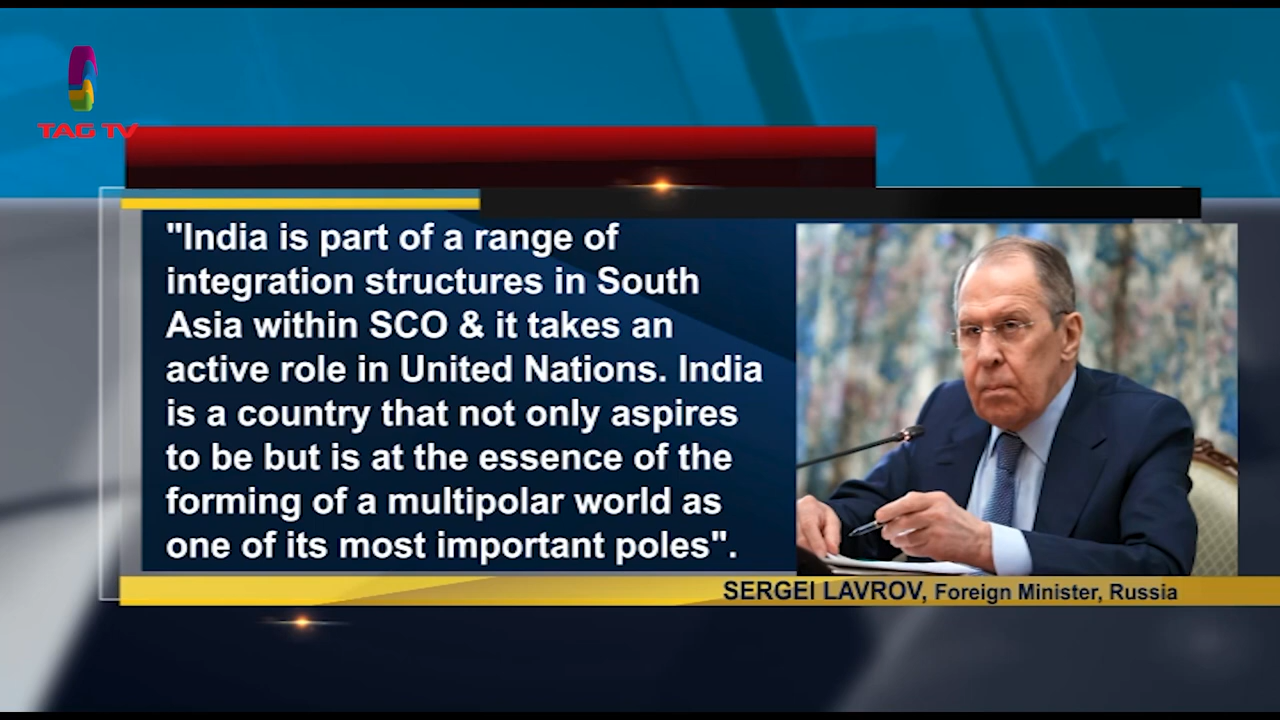 TAG TV
"India is part of a range of
integration structures in South
Asia within SCO & it takes an
active role in United Nations. India
is a country that not only aspires
to be but is at the essence of the
forming of a multipolar world as
one of its most important poles".
SERGEI LAVROV, Foreign Minister, Russia